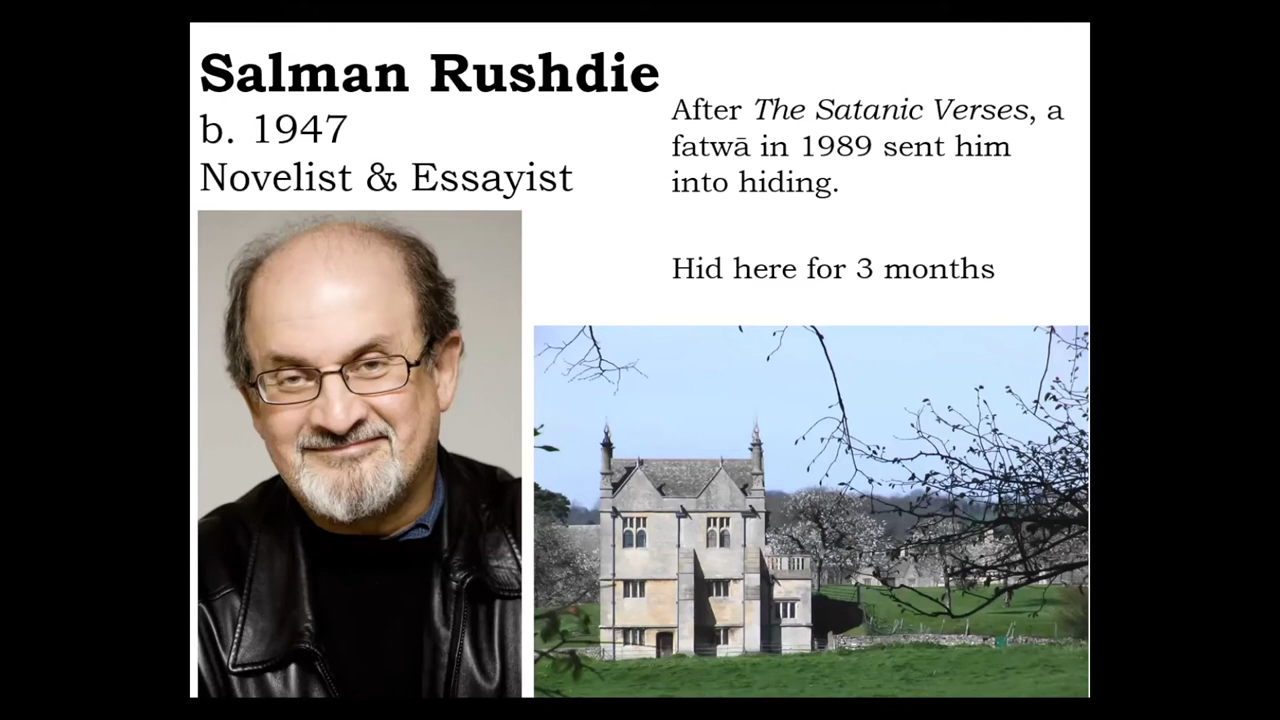 Salman Rushdie
b. 1947
Novelist & Essayist
After The Satanic Verses, a
fatwā in 1989 sent him
into hiding.
Hid here for 3 months